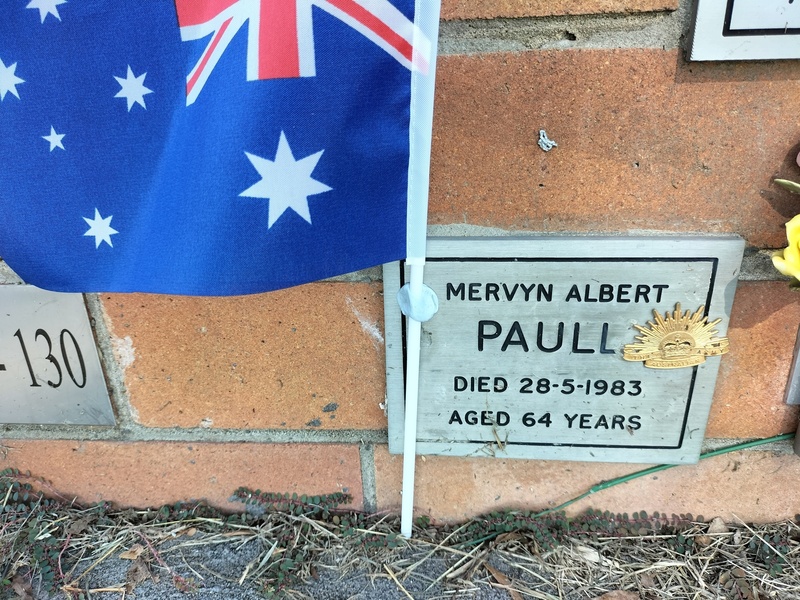 MERVYN ALBERT
PAULL
DIED 28-5-1983
AGED 64 YEARS
-130